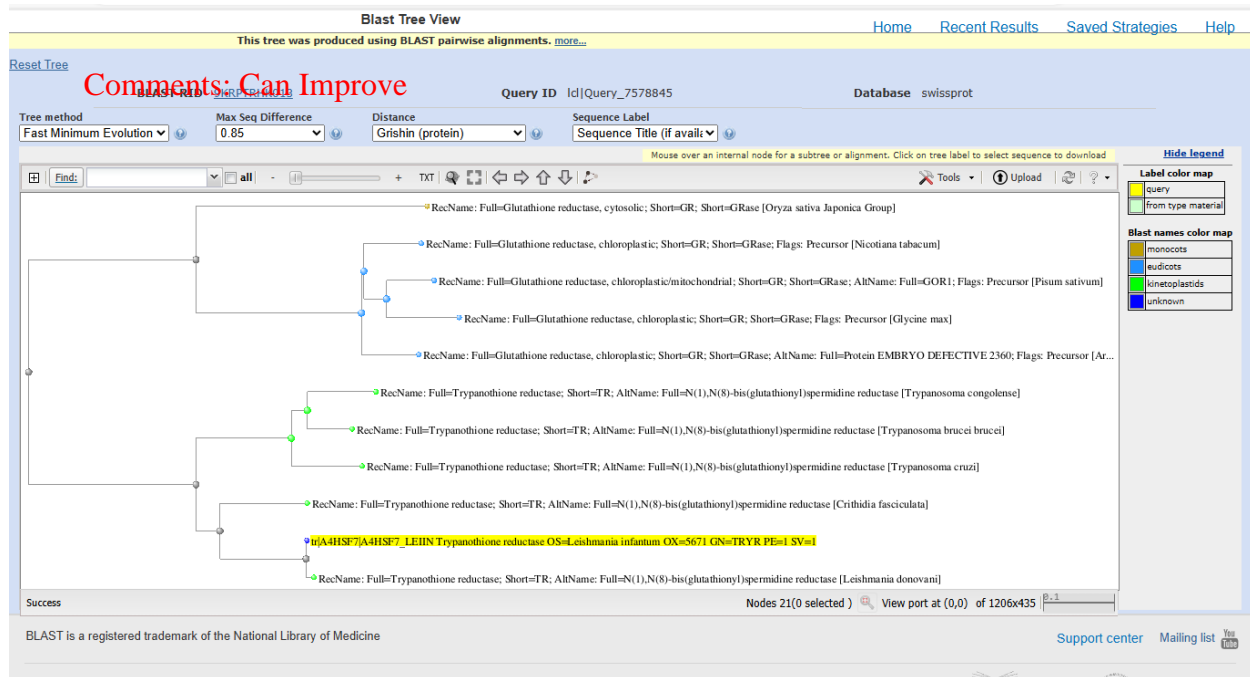 Blast Tree View
Home Recent Results Saved Strategies Help
This tree was produced using BLAST pairwise alignments. more...
Reset Tree
Comments: Can Improve
BLAST RID
Query ID lcl|Query_7578845
Database swissprot
Tree method Max Seq Difference Distance Sequence Label
Fast Minimum Evolution 0.85 Grishin (protein) Sequence Title (if availa
Mouse over an internal node for a subtree or alignment. Click on tree label to select sequence to download
Hide legend
Find: all - + TXT Tools Upload ?
Label color map
query
from type material
Blast names color map
monocots
eudicots
kinetoplastids
unknown
RecName: Full=Glutathione reductase, cytosolic; Short=GR; Short=GRase [Oryza sativa Japonica Group]
RecName: Full=Glutathione reductase, chloroplastic; Short=GR; Short=GRase; Flags: Precursor [Nicotiana tabacum]
RecName: Full=Glutathione reductase, chloroplastic/mitochondrial; Short=GR; Short=GRase; AltName: Full=GOR1; Flags: Precursor [Pisum sativum]
RecName: Full=Glutathione reductase, chloroplastic; Short=GR; Short=GRase; Flags: Precursor [Glycine max]
RecName: Full=Glutathione reductase, chloroplastic; Short=GR; Short=GRase; AltName: Full=Protein EMBRYO DEFECTIVE 2360; Flags: Precursor [Ar...
RecName: Full=Trypanothione reductase; Short=TR; AltName: Full=N(1),N(8)-bis(glutathionyl)spermidine reductase [Trypanosoma congolense]
RecName: Full=Trypanothione reductase; Short=TR; AltName: Full=N(1),N(8)-bis(glutathionyl)spermidine reductase [Trypanosoma brucei brucei]
RecName: Full=Trypanothione reductase; Short=TR; AltName: Full=N(1),N(8)-bis(glutathionyl)spermidine reductase [Trypanosoma cruzi]
RecName: Full=Trypanothione reductase; Short=TR; AltName: Full=N(1),N(8)-bis(glutathionyl)spermidine reductase [Crithidia fasciculata]
tr|A4HSF7|A4HSF7_LEIIN Trypanothione reductase OS=Leishmania infantum OX=5671 GN=TRYR PE=1 SV=1
RecName: Full=Trypanothione reductase; Short=TR; AltName: Full=N(1),N(8)-bis(glutathionyl)spermidine reductase [Leishmania donovani]
Success
Nodes 21(0 selected ) View port at (0,0) of 1206x435 0.1
BLAST is a registered trademark of the National Library of Medicine
Support center Mailing list You Tube